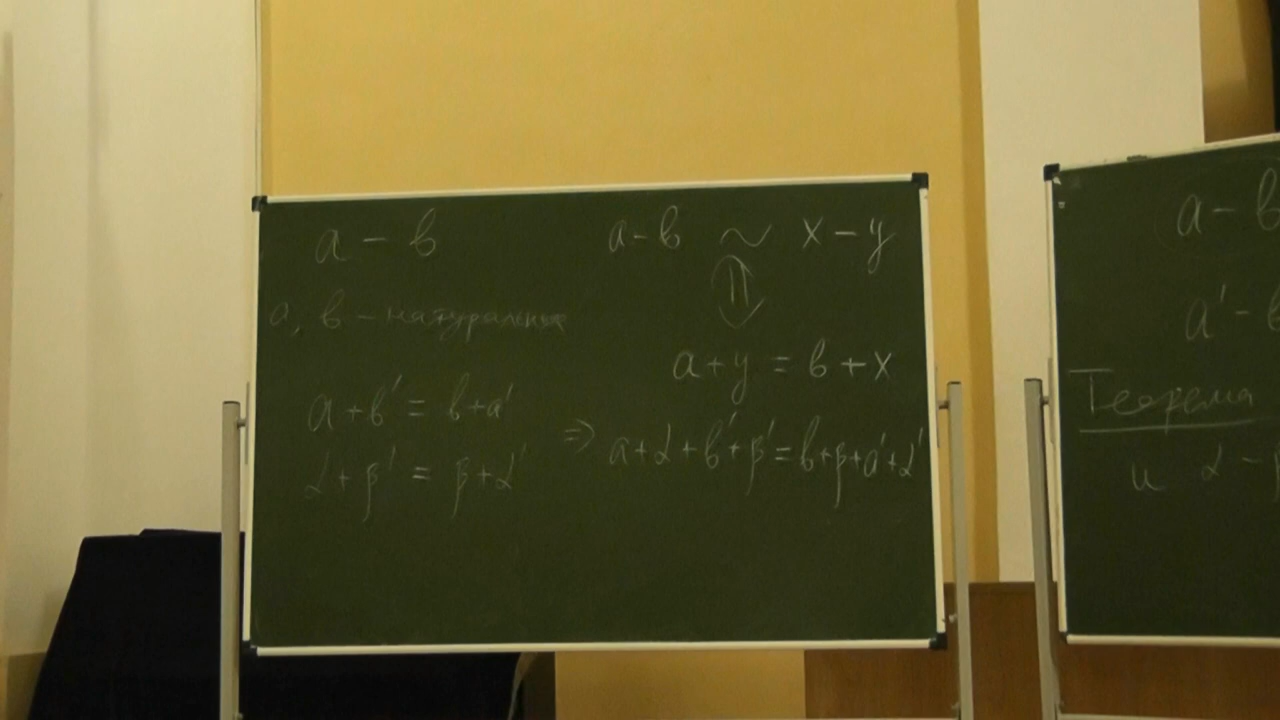 a - в
a, в - натуральные
a + в' = в + a'
α + β' = β + α'
a - в ~ x - y
⇕
a + y = в + x
⇒ a + α + в' + β' = в + β + a' + α'
a - в
a' - в
Теорема
и α -